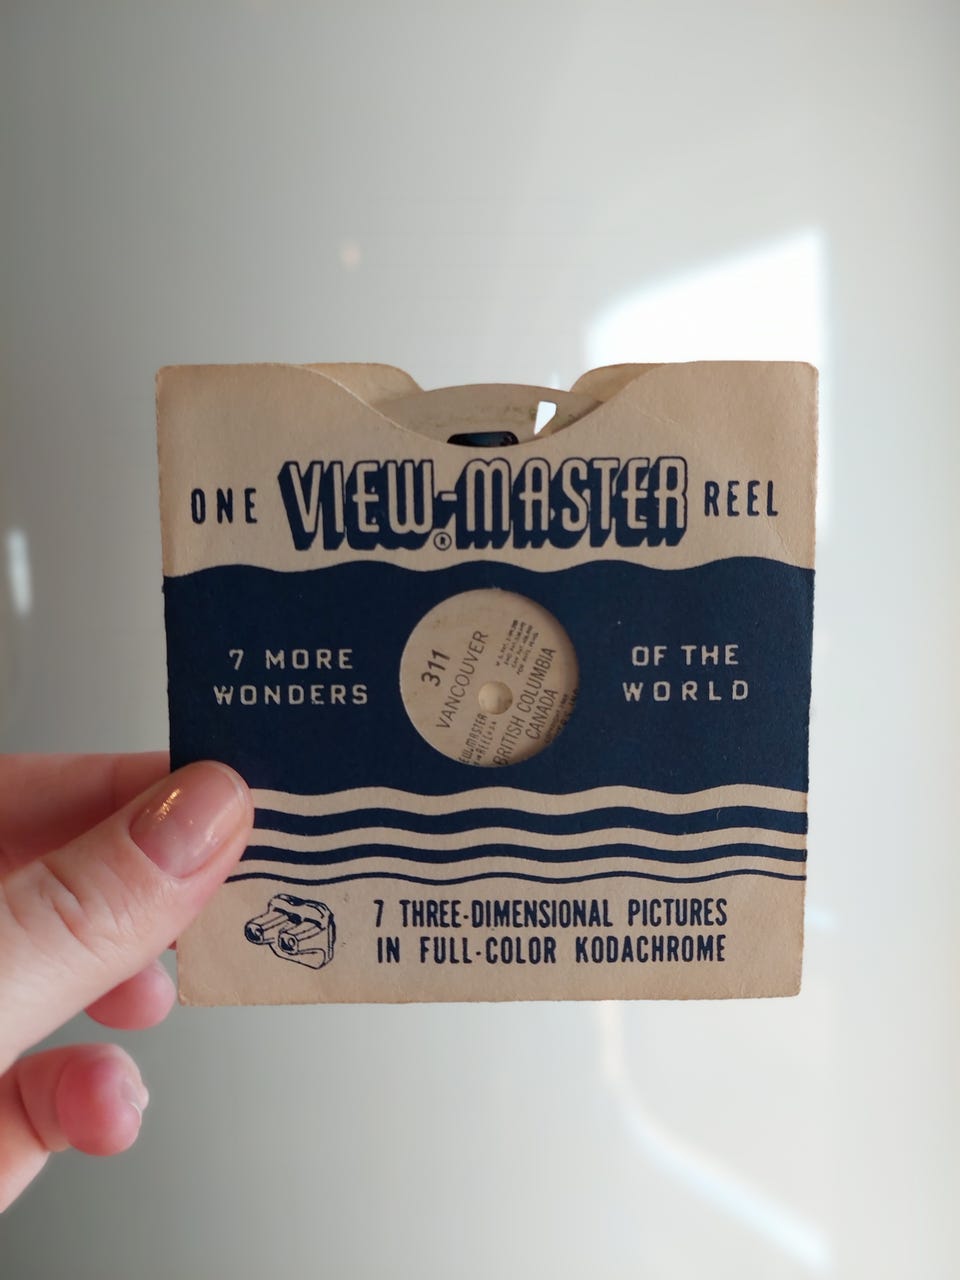 ONE VIEW-MASTER® REEL
7 MORE
WONDERS
OF THE
WORLD
311
VANCOUVER
BRITISH COLUMBIA
CANADA
7 THREE-DIMENSIONAL PICTURES
IN FULL-COLOR KODACHROME